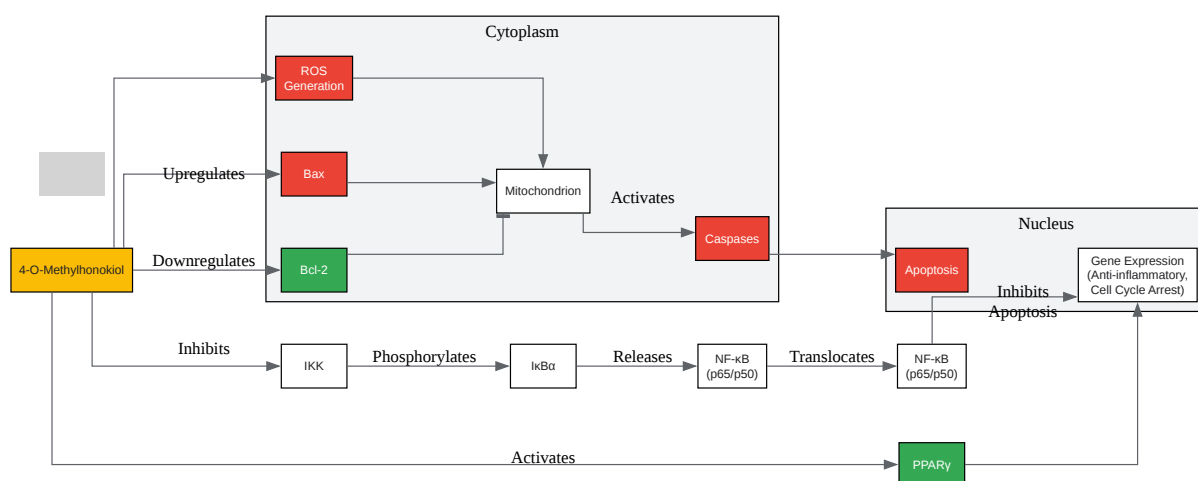 Cytoplasm
ROS
Generation
Upregulates
Bax
Mitochondrion
Activates
Caspases
Nucleus
4-O-Methylhonokiol
Downregulates
Bcl-2
Apoptosis
Gene Expression
(Anti-inflammatory,
Cell Cycle Arrest)
Inhibits
Apoptosis
Inhibits
IKK
Phosphorylates
IκBα
Releases
NF-κB
(p65/p50)
Translocates
NF-κB
(p65/p50)
Activates
PPARγ